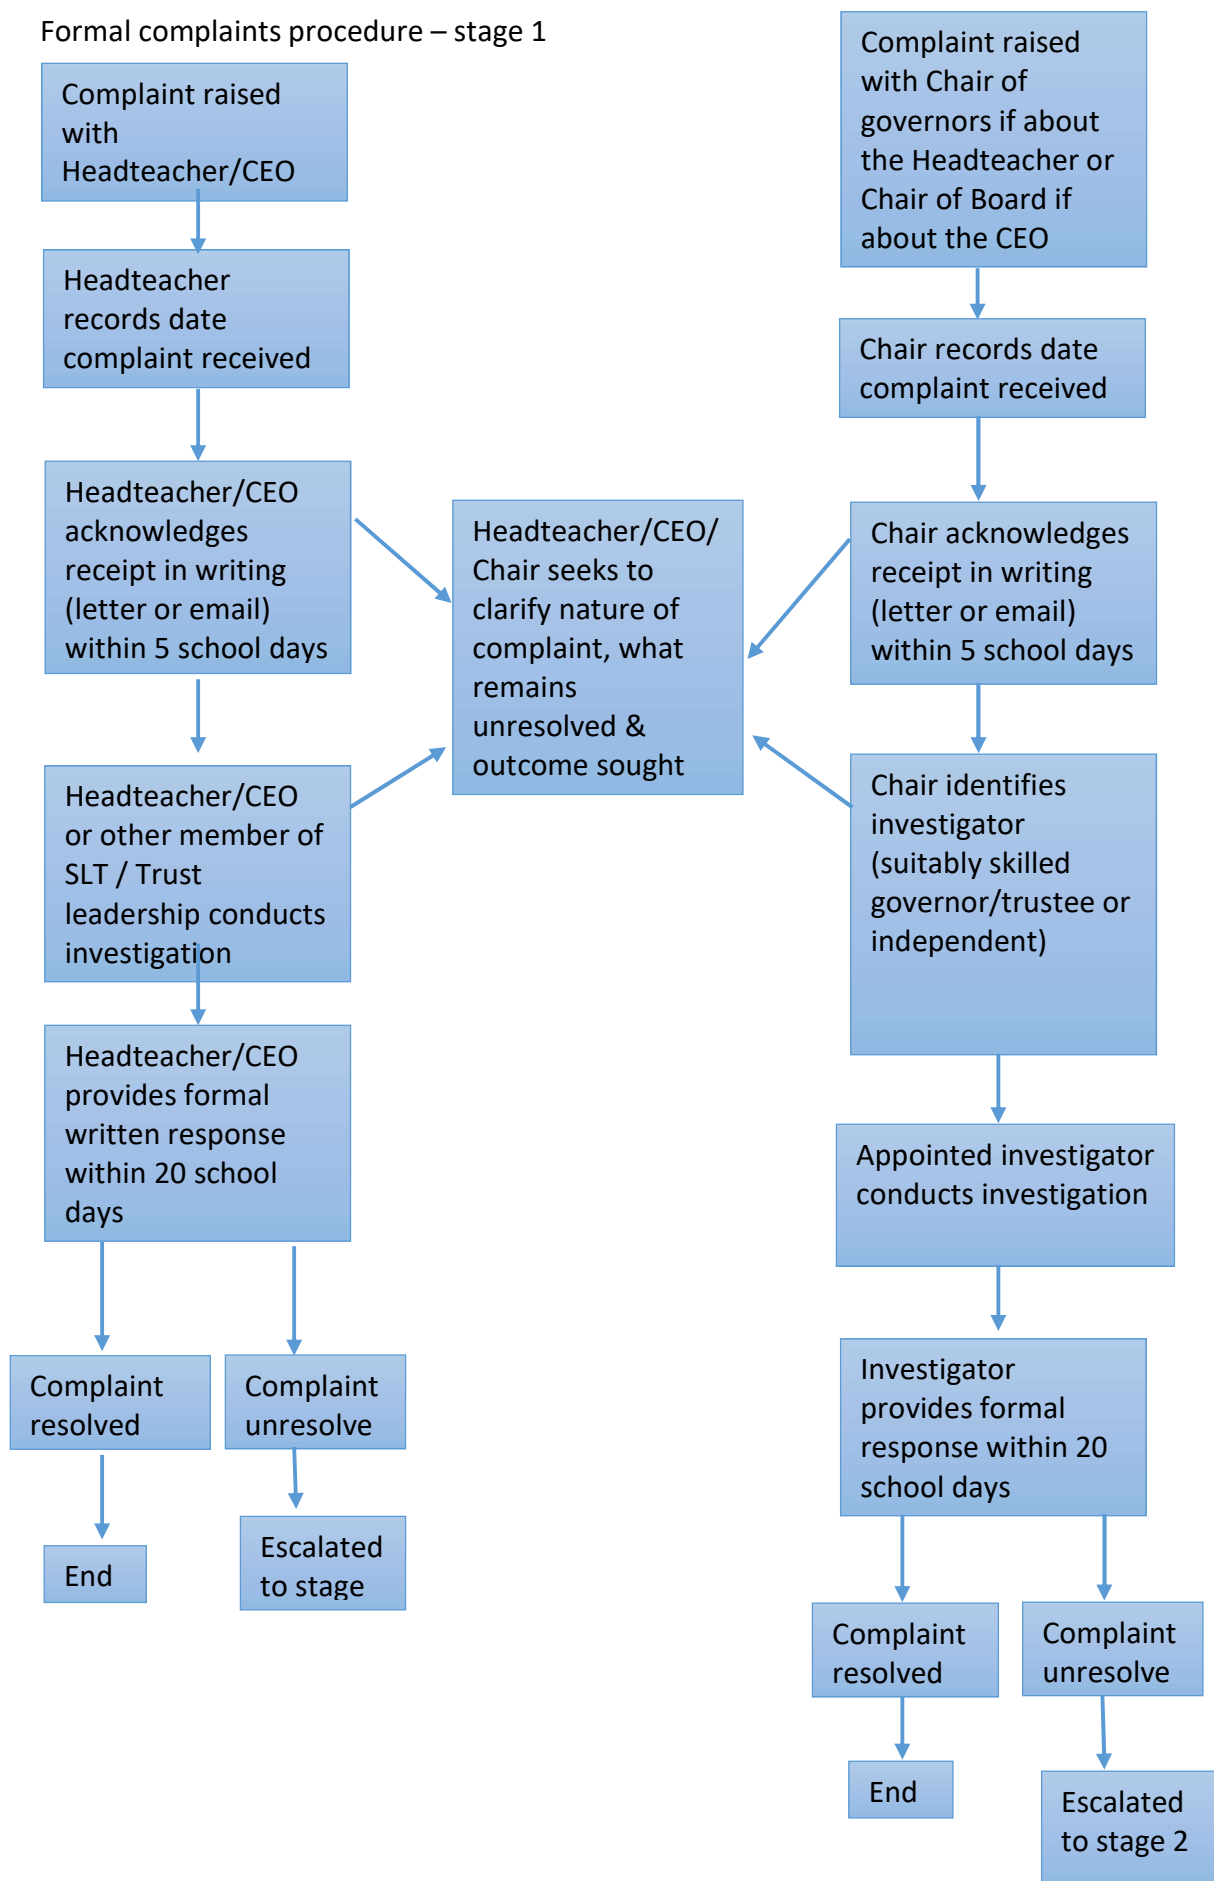 Formal complaints procedure – stage 1
Complaint raised
with
Headteacher/CEO
Headteacher
records date
complaint received
Headteacher/CEO
acknowledges
receipt in writing
(letter or email)
within 5 school days
Headteacher/CEO
or other member of
SLT / Trust
leadership conducts
investigation
Headteacher/CEO
provides formal
written response
within 20 school
days
Complaint
resolved
End
Complaint
unresolve
Escalated
to stage
Headteacher/CEO/
Chair seeks to
clarify nature of
complaint, what
remains
unresolved &
outcome sought
Complaint raised
with Chair of
governors if about
the Headteacher or
Chair of Board if
about the CEO
Chair records date
complaint received
Chair acknowledges
receipt in writing
(letter or email)
within 5 school days
Chair identifies
investigator
(suitably skilled
governor/trustee or
independent)
Appointed investigator
conducts investigation
Investigator
provides formal
response within 20
school days
Complaint
resolved
End
Complaint
unresolve
Escalated
to stage 2